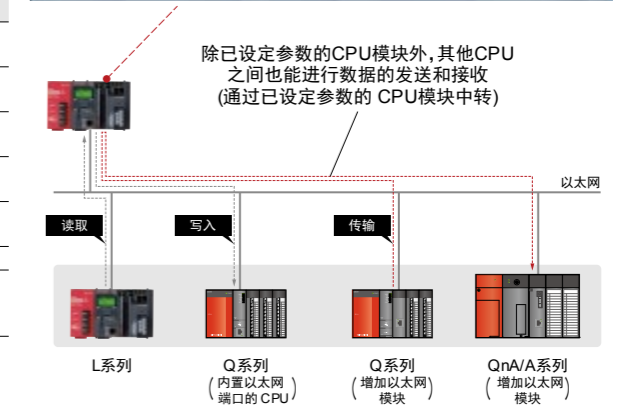 除已设定参数的CPU模块外,其他CPU
之间也能进行数据的发送和接收
(通过已设定参数的 CPU模块中转)
以太网
读取
写入
传输
L系列
Q系列
(内置以太网
端口的 CPU)
Q系列
(增加以太网
模块)
QnA/A系列
(增加以太网
模块)